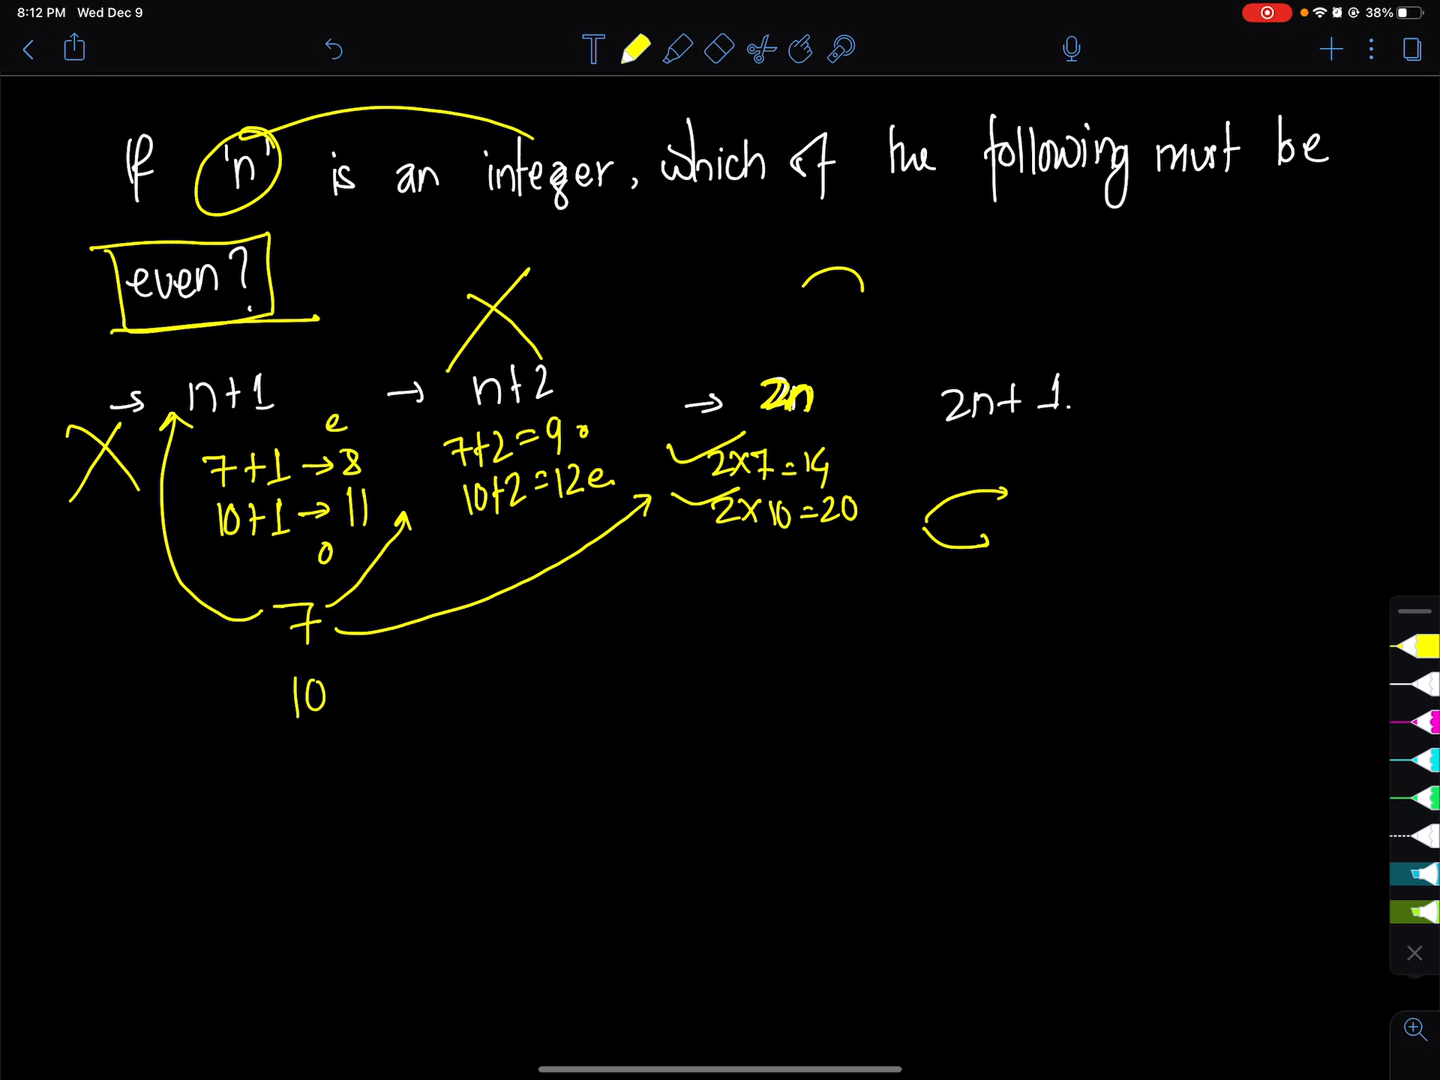 8:12 PM Wed Dec 9
38%
If 'n' is an integer, which of the following must be
even?
→ n+1 → n+2 → 2n 2n+1.
e
7+1→8
10+1→11
o
7+2=9 o
10+2=12e
2x7=14
2x10=20
7
10